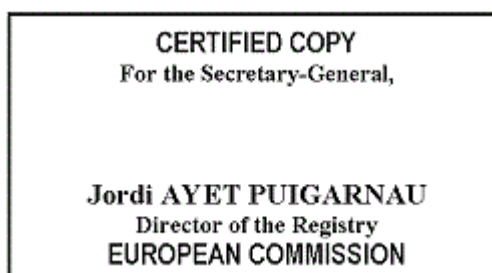 CERTIFIED COPY
For the Secretary-General,
Jordi AYET PUIGARNAU
Director of the Registry
EUROPEAN COMMISSION